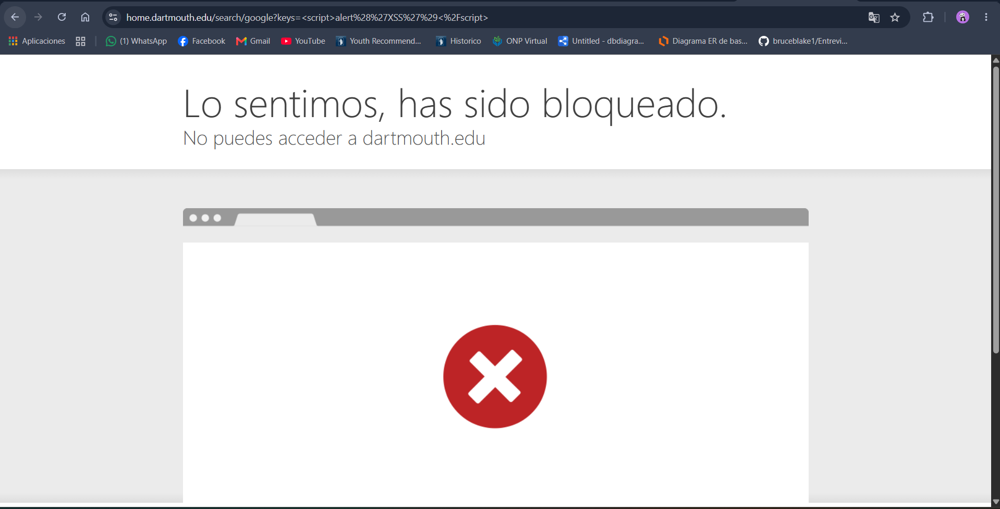 home.dartmouth.edu/search/google?keys=<script>alert%28%27XSS%27%29<%2Fscript>
Aplicaciones (1) WhatsApp Facebook Gmail YouTube Youth Recommend... Historico ONP Virtual Untitled - dbdiagra... Diagrama ER de bas... bruceblake1/Entrevi...
Lo sentimos, has sido bloqueado.
No puedes acceder a dartmouth.edu